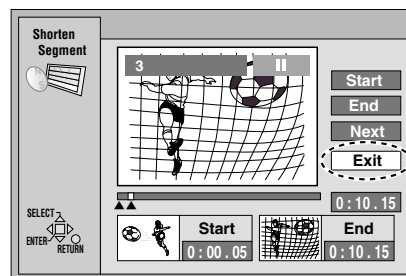 Shorten
Segment
3
Start
End
Next
Exit
0:10.15
SELECT
ENTER
RETURN
Start
0:00.05
End
0:10.15